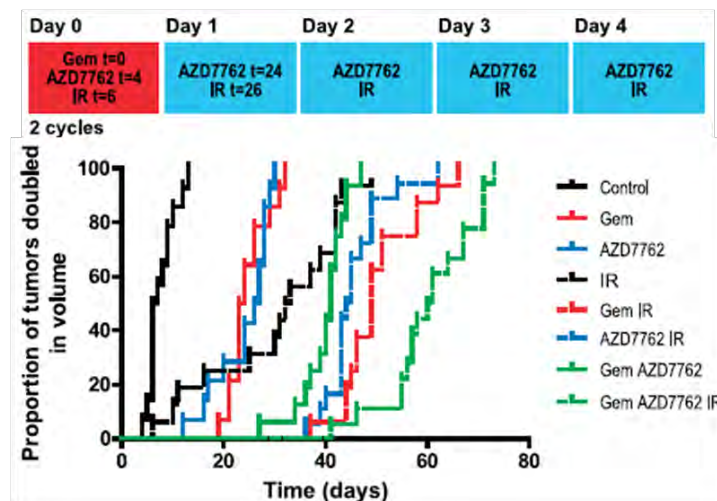 Day 0 Day 1 Day 2 Day 3 Day 4
Gem t=0
AZD7762 t=4
IR t=6
AZD7762 t=24
IR t=26
AZD7762
IR
AZD7762
IR
AZD7762
IR
2 cycles
Proportion of tumors doubled
in volume
100
80
60
40
20
0
0 20 40 60 80
Time (days)
Control
Gem
AZD7762
IR
Gem IR
AZD7762 IR
Gem AZD7762
Gem AZD7762 IR